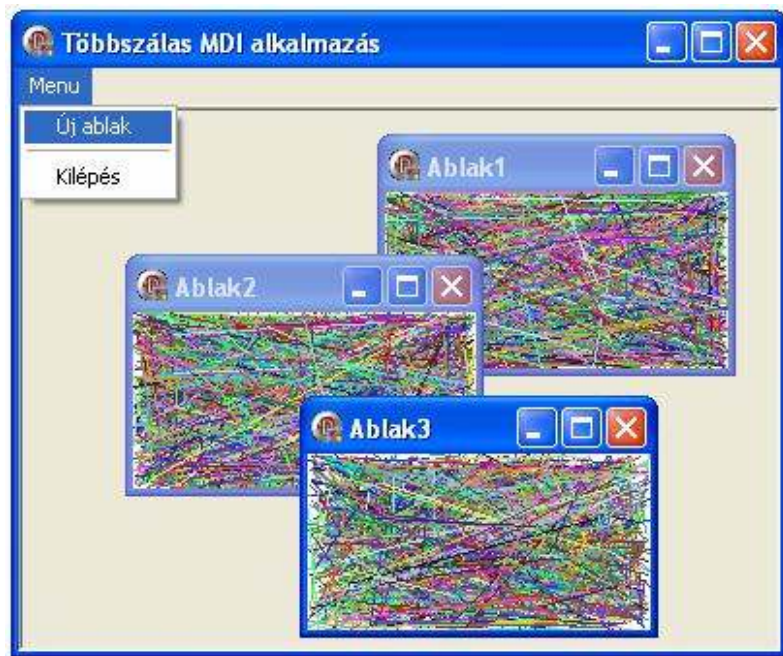 Többszálas MDI alkalmazás
Menu
Új ablak
Kilépés
Ablak1
Ablak2
Ablak3